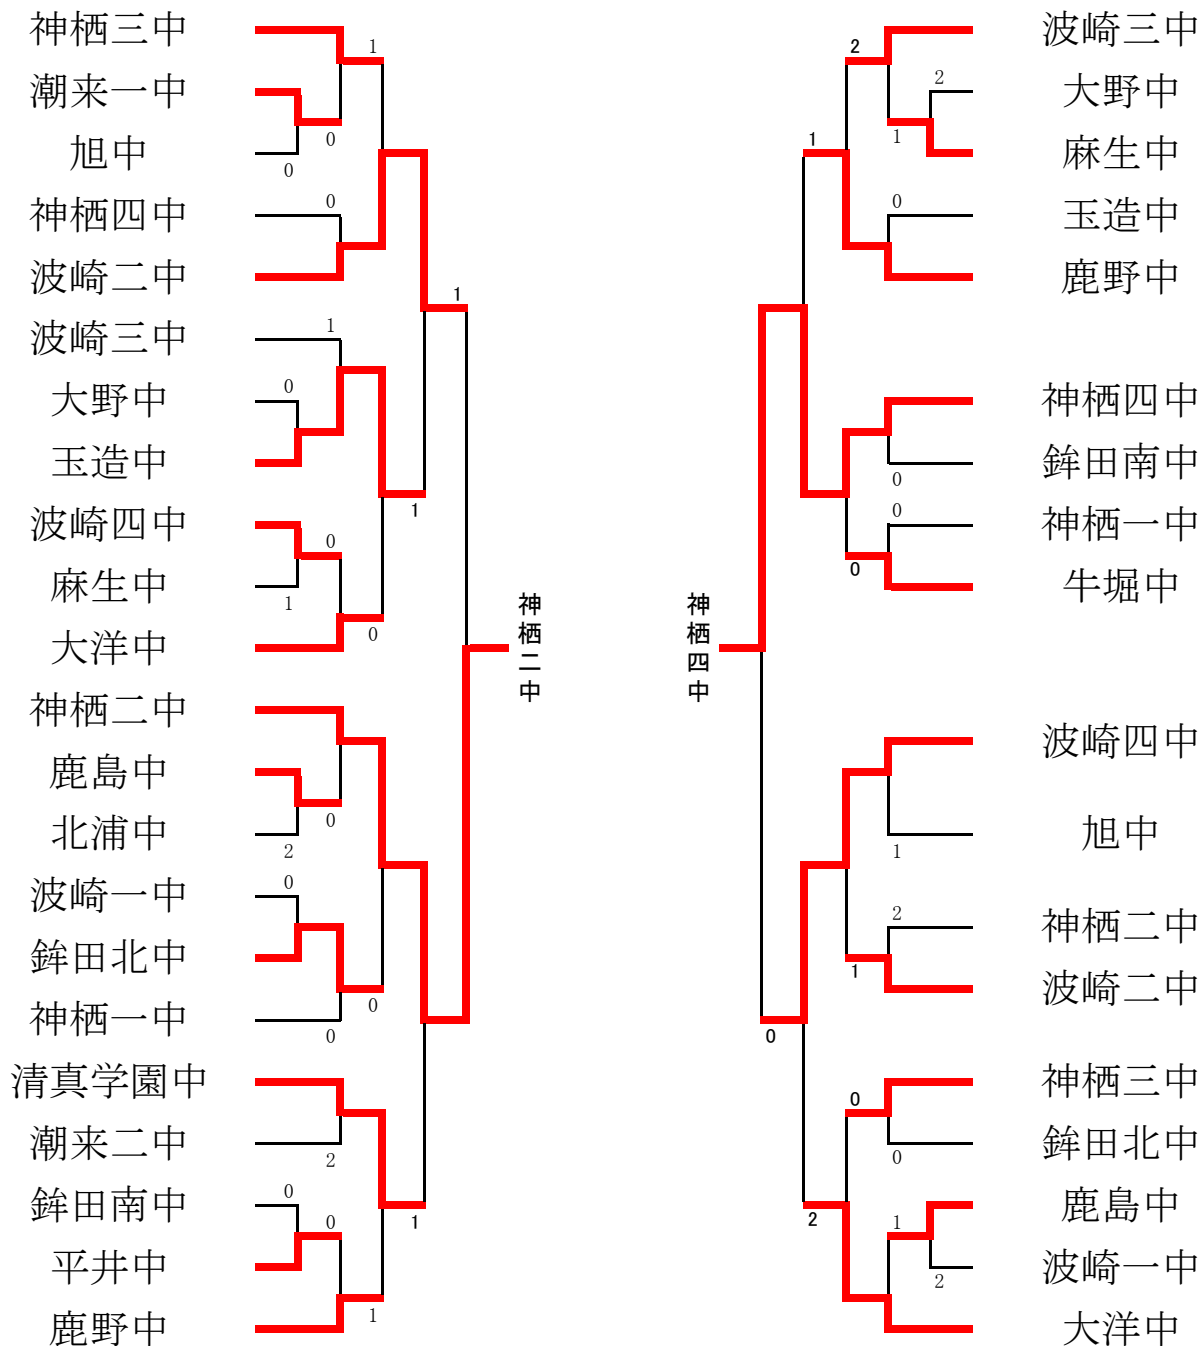 神栖三中
1
潮来一中
0
旭中
0
神栖四中
0
波崎二中
1
波崎三中
1
大野中
0
玉造中
1
波崎四中
0
麻生中
1
大洋中
0
神栖二中
神栖二中
鹿島中
0
北浦中
2
波崎一中
0
鉾田北中
神栖一中
0
0
清真学園中
潮来二中
2
鉾田南中
0
0
1
平井中
鹿野中
1
波崎三中
2
大野中
2
1
1
麻生中
玉造中
0
鹿野中
神栖四中
鉾田南中
0
神栖一中
0
0
牛堀中
神栖四中
波崎四中
旭中
1
神栖二中
2
1
波崎二中
0
神栖三中
0
鉾田北中
0
鹿島中
1
2
波崎一中
2
大洋中